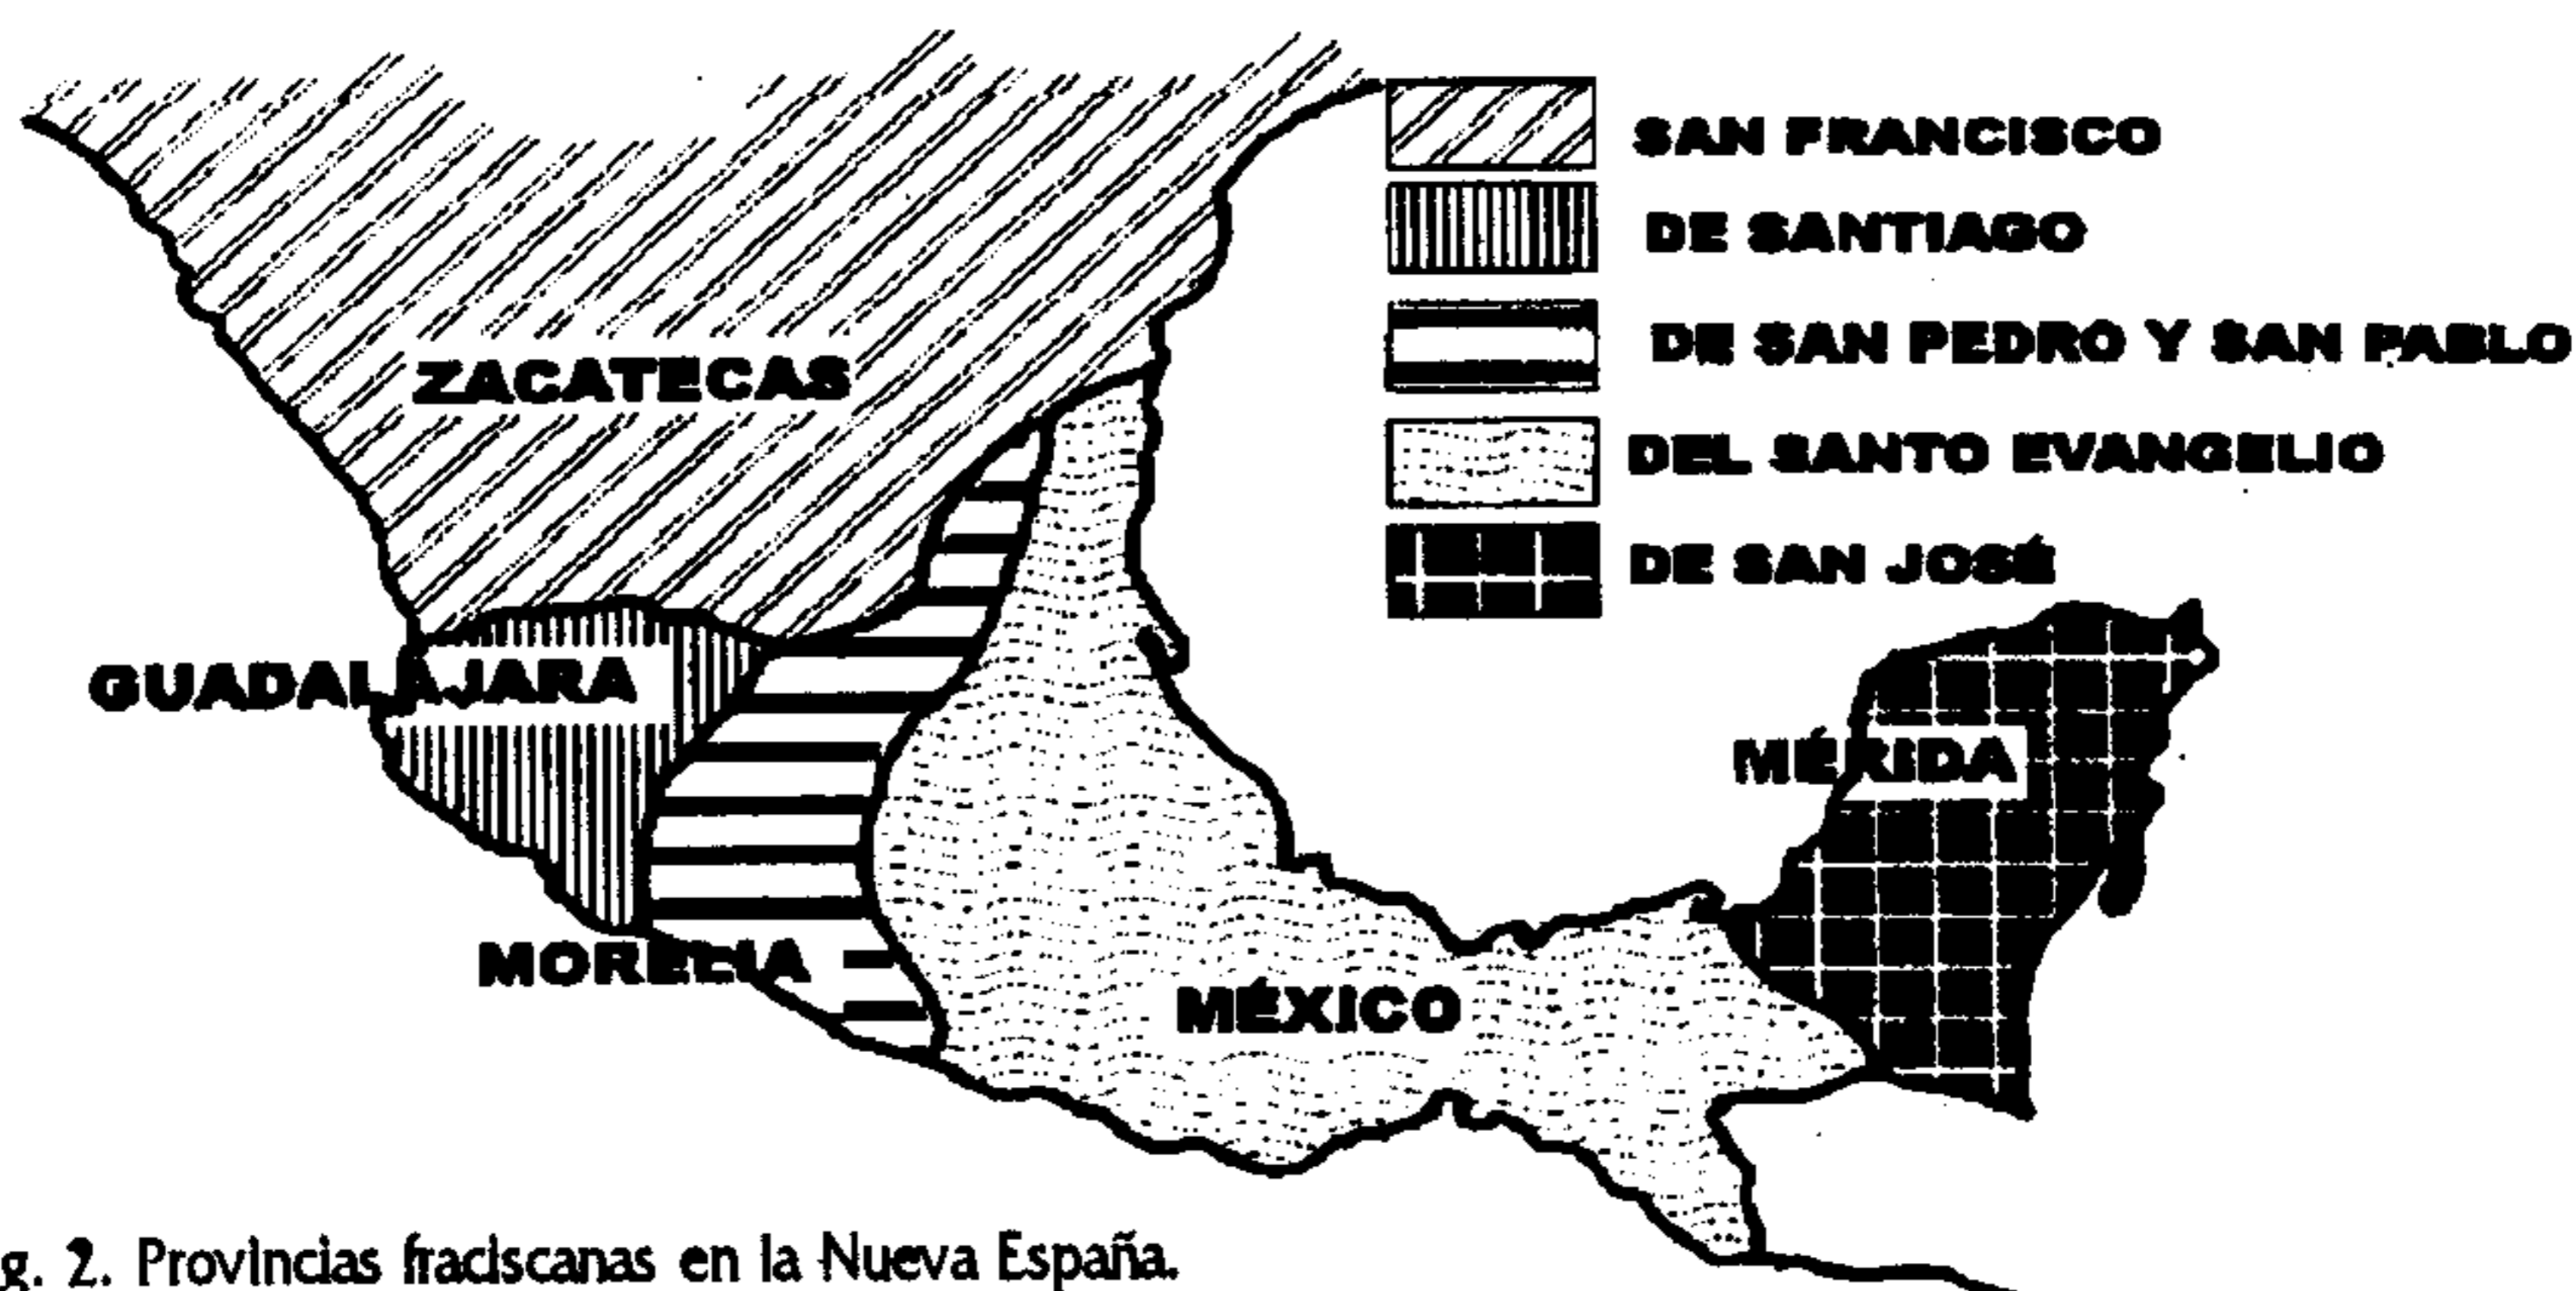 SAN FRANCISCO
DE SANTIAGO
DE SAN PEDRO Y SAN PABLO
DEL SANTO EVANGELIO
DE SAN JOSÉ
ZACATECAS
GUADALAJARA
MÉRIDA
MORELIA
MÉXICO
g. 2. Provincias fraciscanas en la Nueva España.